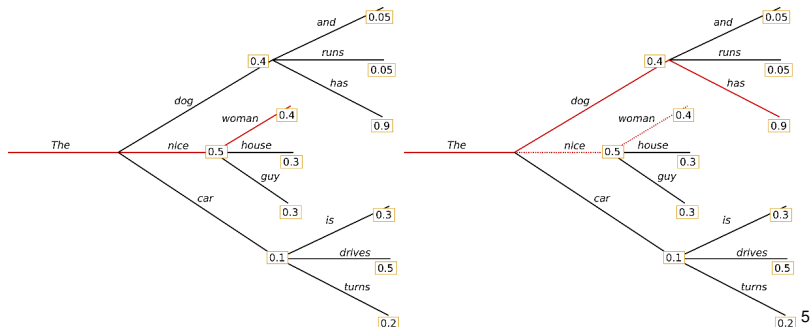 and
0.05
runs
0.4
0.05
has
dog
woman
0.4
0.9
The
nice
0.5
house
0.3
guy
car
0.3
is
0.3
0.1
drives
0.5
turns
0.2
and
0.05
runs
0.4
0.05
has
dog
woman
0.4
0.9
The
nice
0.5
house
0.3
guy
car
0.3
is
0.3
0.1
drives
0.5
turns
0.2
5